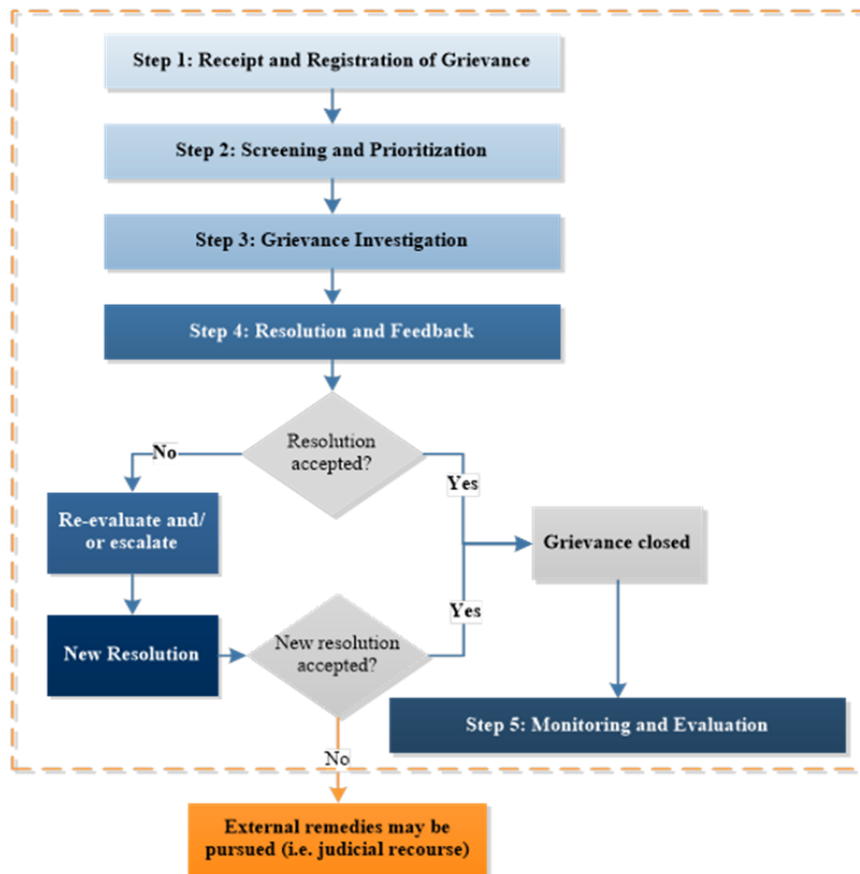 Step 1: Receipt and Registration of Grievance
Step 2: Screening and Prioritization
Step 3: Grievance Investigation
Step 4: Resolution and Feedback
Resolution
accepted?
No
Yes
Re-evaluate and/
or escalate
Grievance closed
Yes
New Resolution
New resolution
accepted?
Step 5: Monitoring and Evaluation
No
External remedies may be
pursued (i.e. judicial recourse)